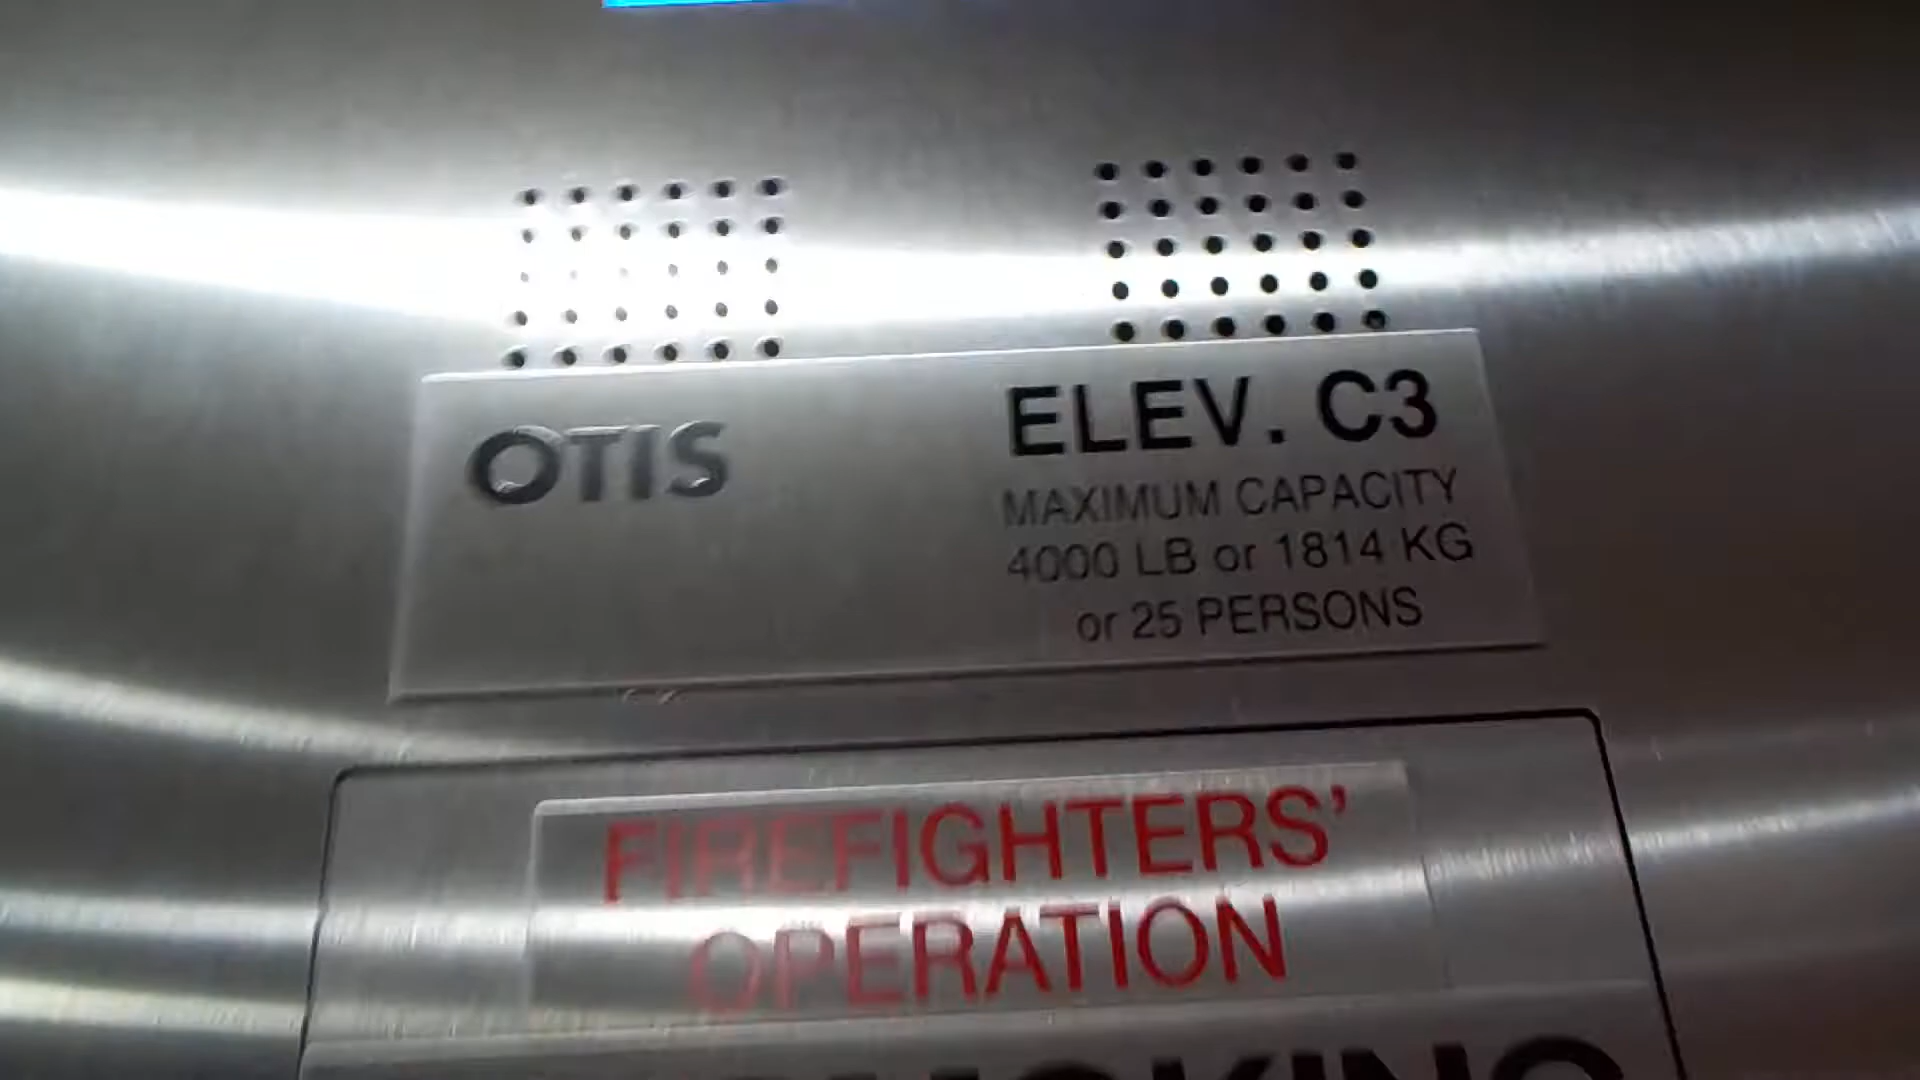 OTIS
ELEV. C3
MAXIMUM CAPACITY
4000 LB or 1814 KG
or 25 PERSONS
FIREFIGHTERS'
OPERATION